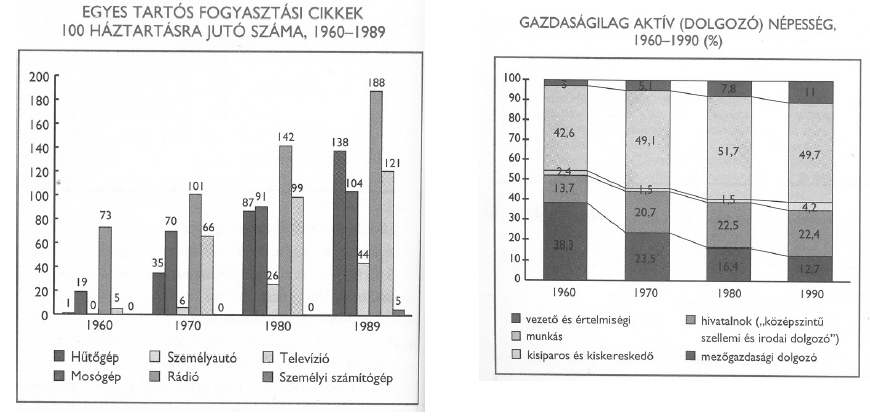 EGYES TARTÓS FOGYASZTÁSI CIKKEK
100 HÁZTARTÁSRA JUTÓ SZÁMA, 1960–1989
200
180
160
140
120
100
80
60
40
20
0
1 19 0 73 5 0
35 70 6 101 66 0
87 91 26 142 99 0
138 104 44 188 121 5
1960 1970 1980 1989
Hűtőgép Személyautó Televízió
Mosógép Rádió Személyi számítógép
GAZDASÁGILAG AKTÍV (DOLGOZÓ) NÉPESSÉG,
1960–1990 (%)
100
90
80
70
60
50
40
30
20
10
0
3 5,1 7,8 11
42,6 49,1 51,7 49,7
2,4 1,5 1,5 4,2
13,7 20,7 22,5 22,4
38,3 23,5 16,4 12,7
1960 1970 1980 1990
vezető és értelmiségi hivatalnok („középszintű
munkás szellemi és irodai dolgozó”)
kisiparos és kiskereskedő mezőgazdasági dolgozó